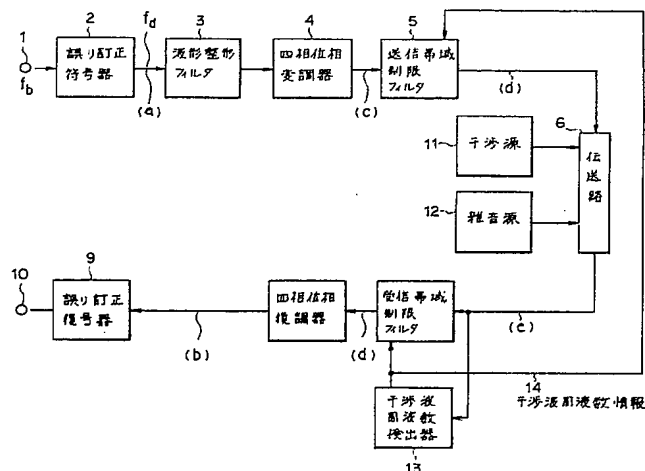 1
f_b
2
誤り訂正
符号器
f_d
(a)
3
波形整形
フィルタ
4
四相位相
変調器
(c)
5
送信帯域
制限
フィルタ
(d)
6
伝送路
11
干渉源
12
雑音源
(e)
受信帯域
制限
フィルタ
(d)
四相位相
復調器
(b)
9
誤り訂正
復号器
10
14
干渉波周波数情報
干渉波
周波数
検出器
13